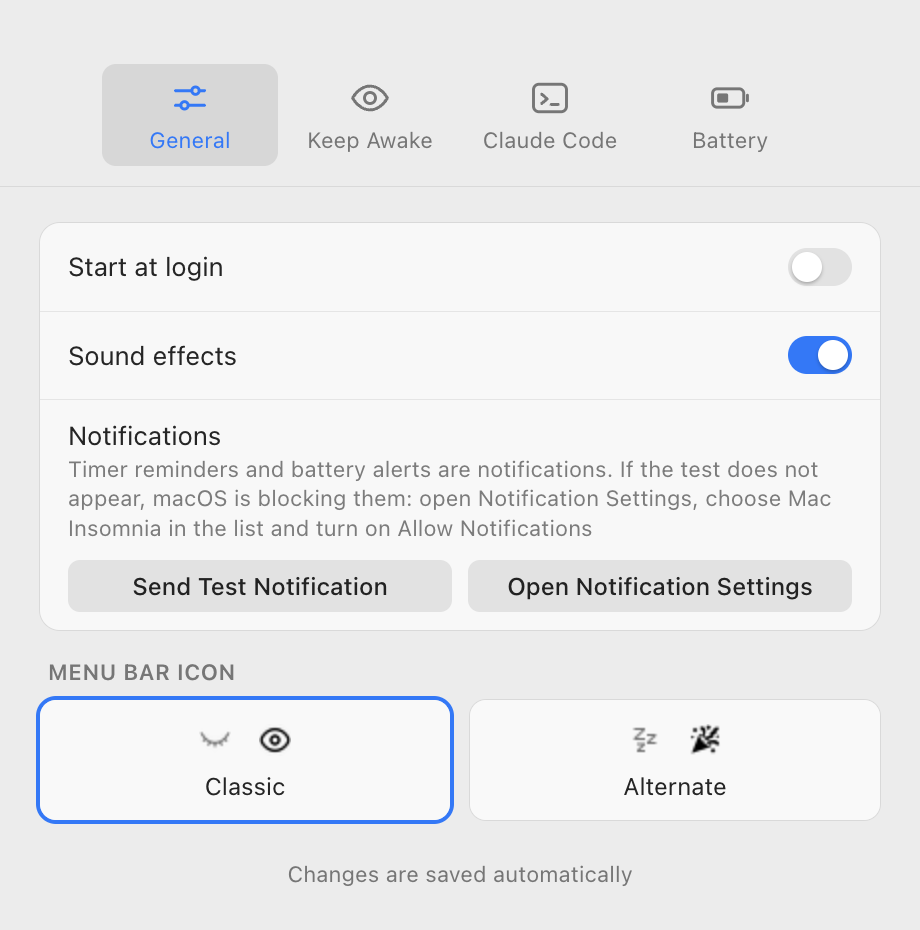 General
Keep Awake
Claude Code
Battery
Start at login
Sound effects
Notifications
Timer reminders and battery alerts are notifications. If the test does not
appear, macOS is blocking them: open Notification Settings, choose Mac
Insomnia in the list and turn on Allow Notifications
Send Test Notification
Open Notification Settings
MENU BAR ICON
Classic
Alternate
Changes are saved automatically